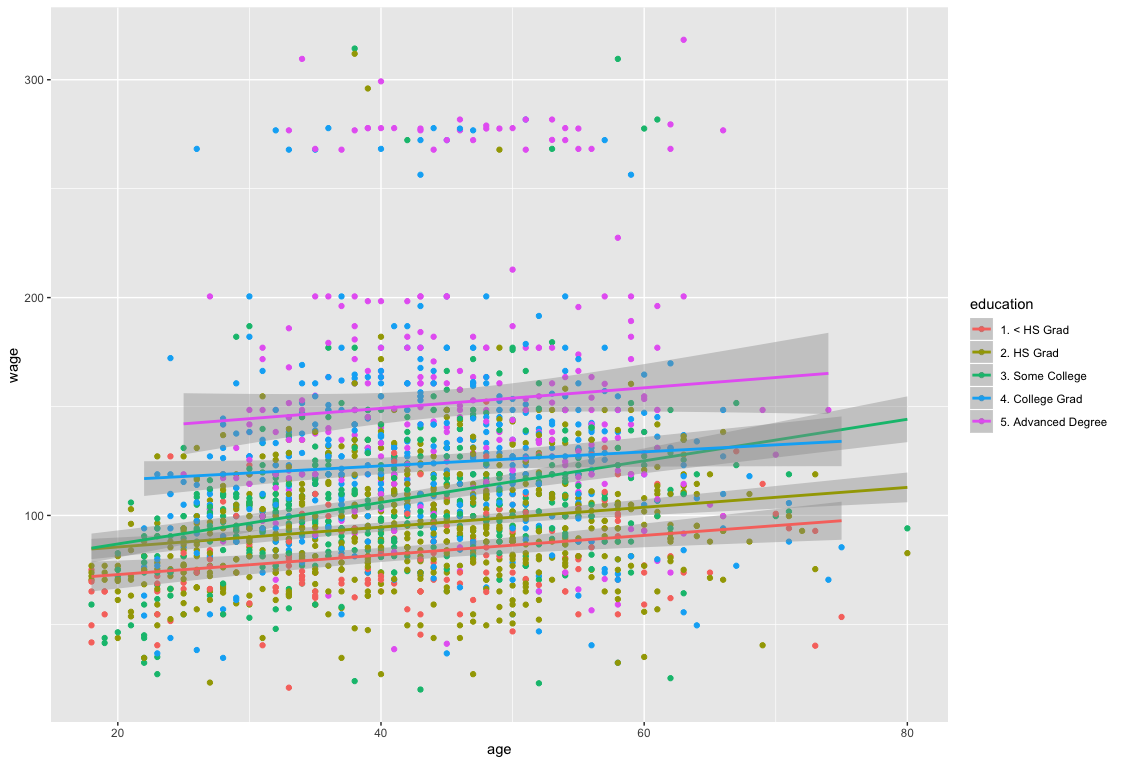 300
200
100
wage
20
40
60
80
age
education
1. < HS Grad
2. HS Grad
3. Some College
4. College Grad
5. Advanced Degree